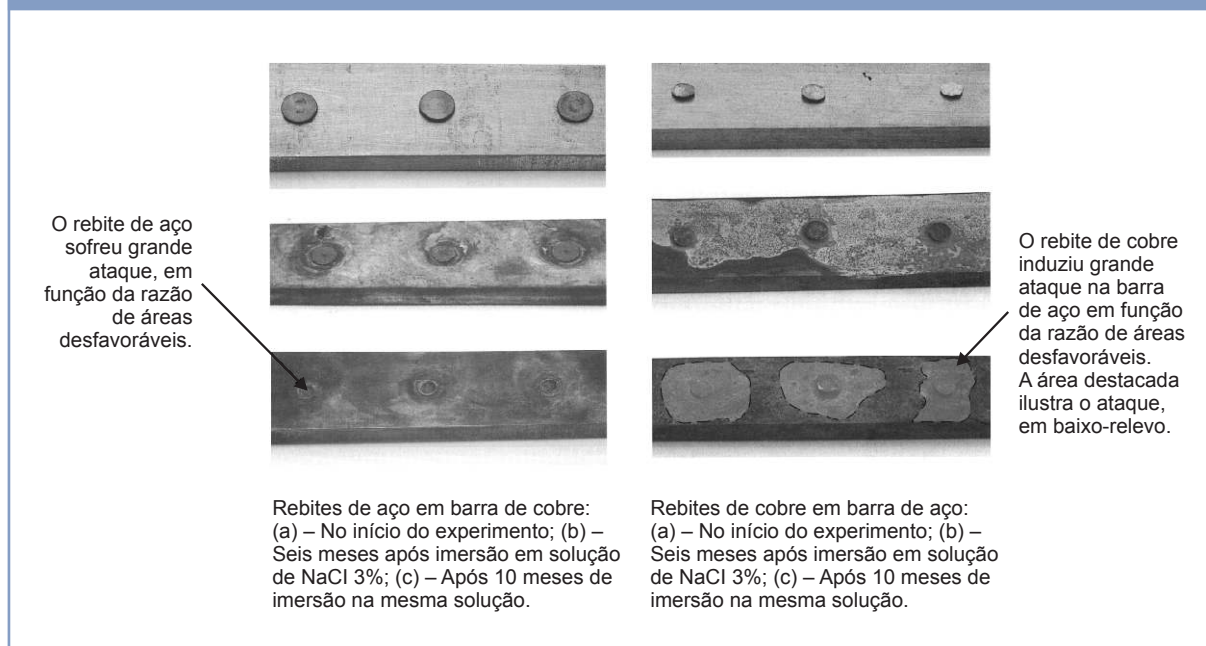 O rebite de aço
sofreu grande
ataque, em
função da razão
de áreas
desfavoráveis.
O rebite de cobre
induziu grande
ataque na barra
de aço em função
da razão de áreas
desfavoráveis.
A área destacada
ilustra o ataque,
em baixo-relevo.
Rebites de aço em barra de cobre:
(a) – No início do experimento; (b) –
Seis meses após imersão em solução
de NaCl 3%; (c) – Após 10 meses de
imersão na mesma solução.
Rebites de cobre em barra de aço:
(a) – No início do experimento; (b) –
Seis meses após imersão em solução
de NaCl 3%; (c) – Após 10 meses de
imersão na mesma solução.